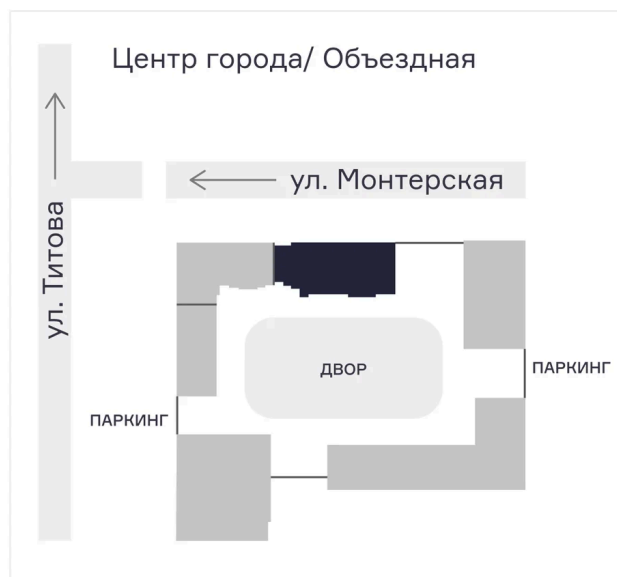 Центр города/ Объездная
ул. Монтерская
ул. Титова
ДВОР
ПАРКИНГ
ПАРКИНГ